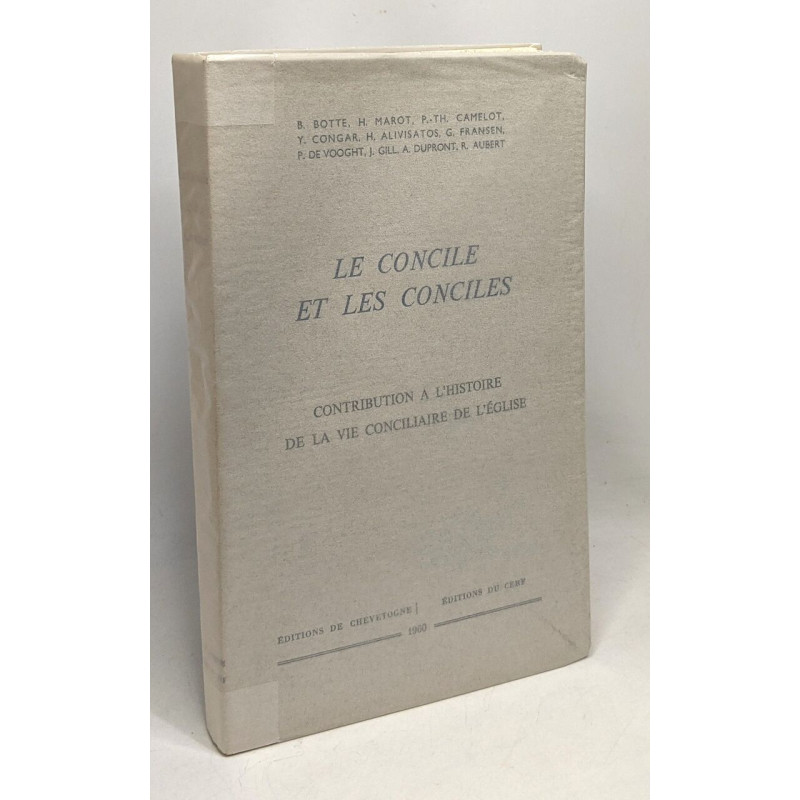 B. BOTTE, H. MAROT, P.-TH. CAMELOT,
Y. CONGAR, H. ALIVISATOS, G. FRANSEN,
P. DE VOOGHT, J. GILL, A. DUPRONT, R. AUBERT
LE CONCILE
ET LES CONCILES
CONTRIBUTION A L'HISTOIRE
DE LA VIE CONCILIAIRE DE L'ÉGLISE
ÉDITIONS DE CHEVETOGNE | ÉDITIONS DU CERF
1960